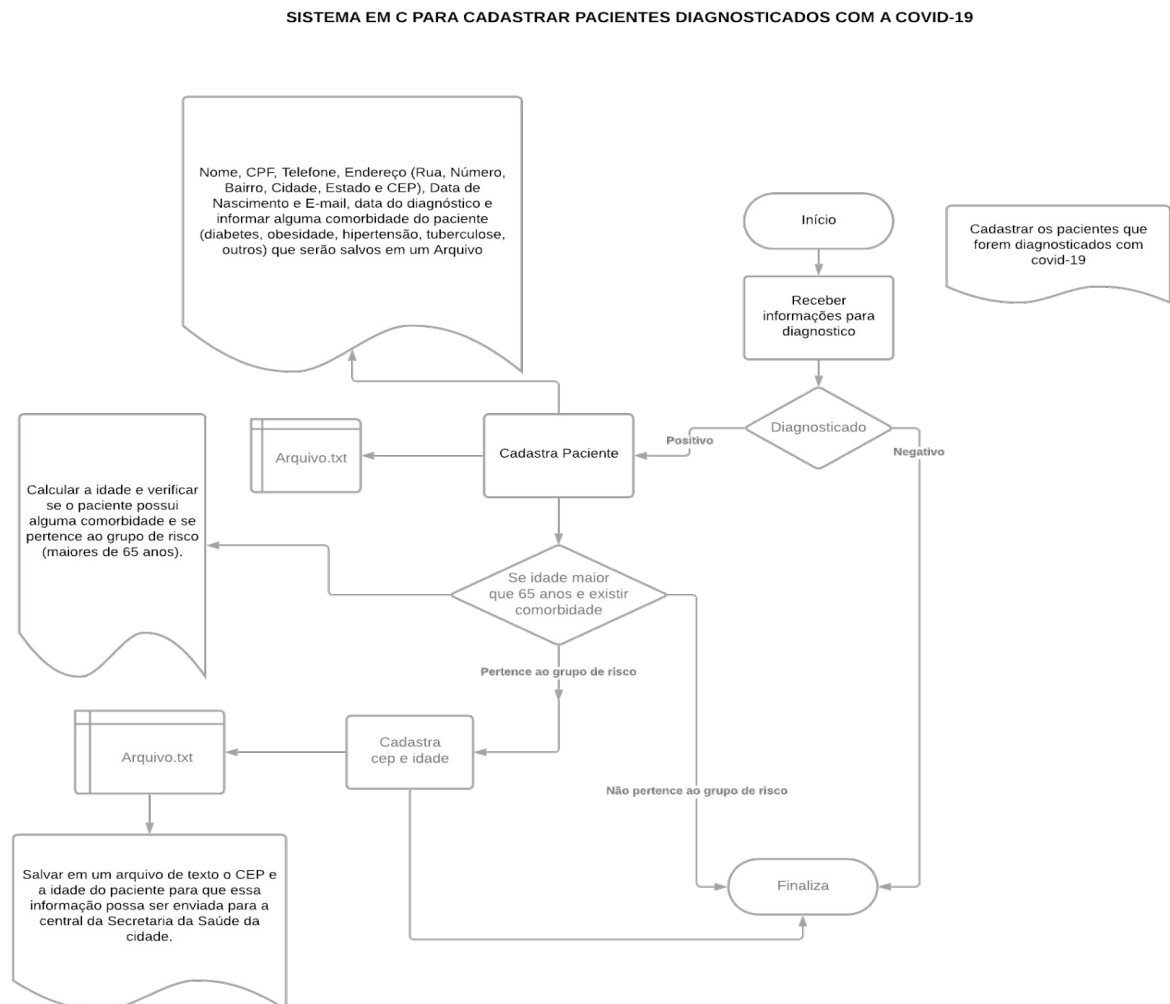 SISTEMA EM C PARA CADASTRAR PACIENTES DIAGNOSTICADOS COM A COVID-19
Nome, CPF, Telefone, Endereço (Rua, Número,
Bairro, Cidade, Estado e CEP), Data de
Nascimento e E-mail, data do diagnóstico e
informar alguma comorbidade do paciente
(diabetes, obesidade, hipertensão, tuberculose,
outros) que serão salvos em um Arquivo
Início
Cadastrar os pacientes que
forem diagnosticados com
covid-19
Receber
informações para
diagnostico
Diagnosticado
Positivo
Negativo
Cadastra Paciente
Arquivo.txt
Calcular a idade e verificar
se o paciente possui
alguma comorbidade e se
pertence ao grupo de risco
(maiores de 65 anos).
Se idade maior
que 65 anos e existir
comorbidade
Pertence ao grupo de risco
Cadastra
cep e idade
Arquivo.txt
Não pertence ao grupo de risco
Salvar em um arquivo de texto o CEP e
a idade do paciente para que essa
informação possa ser enviada para a
central da Secretaria da Saúde da
cidade.
Finaliza